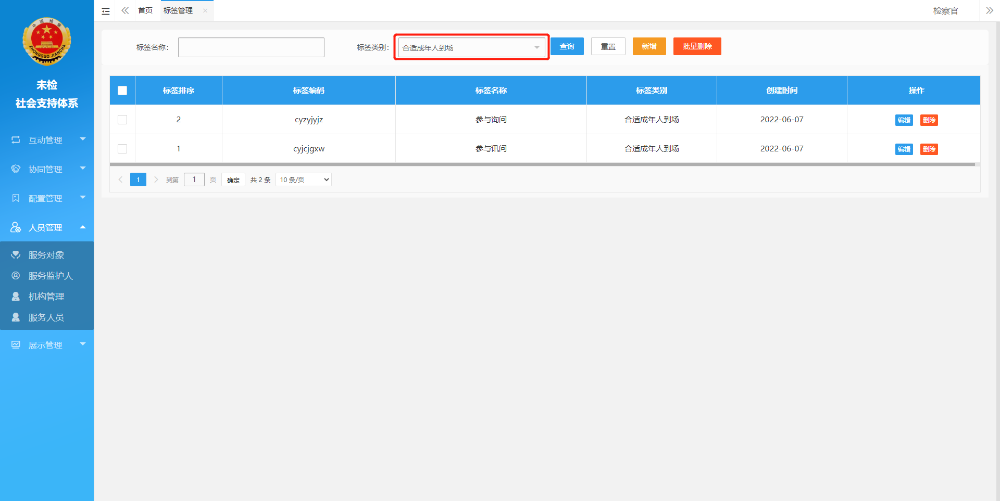 首页
标签管理
检察官
中国检察
ZHONGGUO JIANCHA
未检
社会支持体系
互动管理
协同管理
配置管理
人员管理
服务对象
服务监护人
机构管理
服务人员
展示管理
标签名称:
标签类别: 合适成年人到场 查询 重置 新增 批量删除
标签排序 标签编码 标签名称 标签类别 创建时间 操作
2 cyzyjyjz 参与询问 合适成年人到场 2022-06-07 编辑 删除
1 cyjcjgxw 参与讯问 合适成年人到场 2022-06-07 编辑 删除
1 到第 1 页 确定 共 2 条 10 条/页